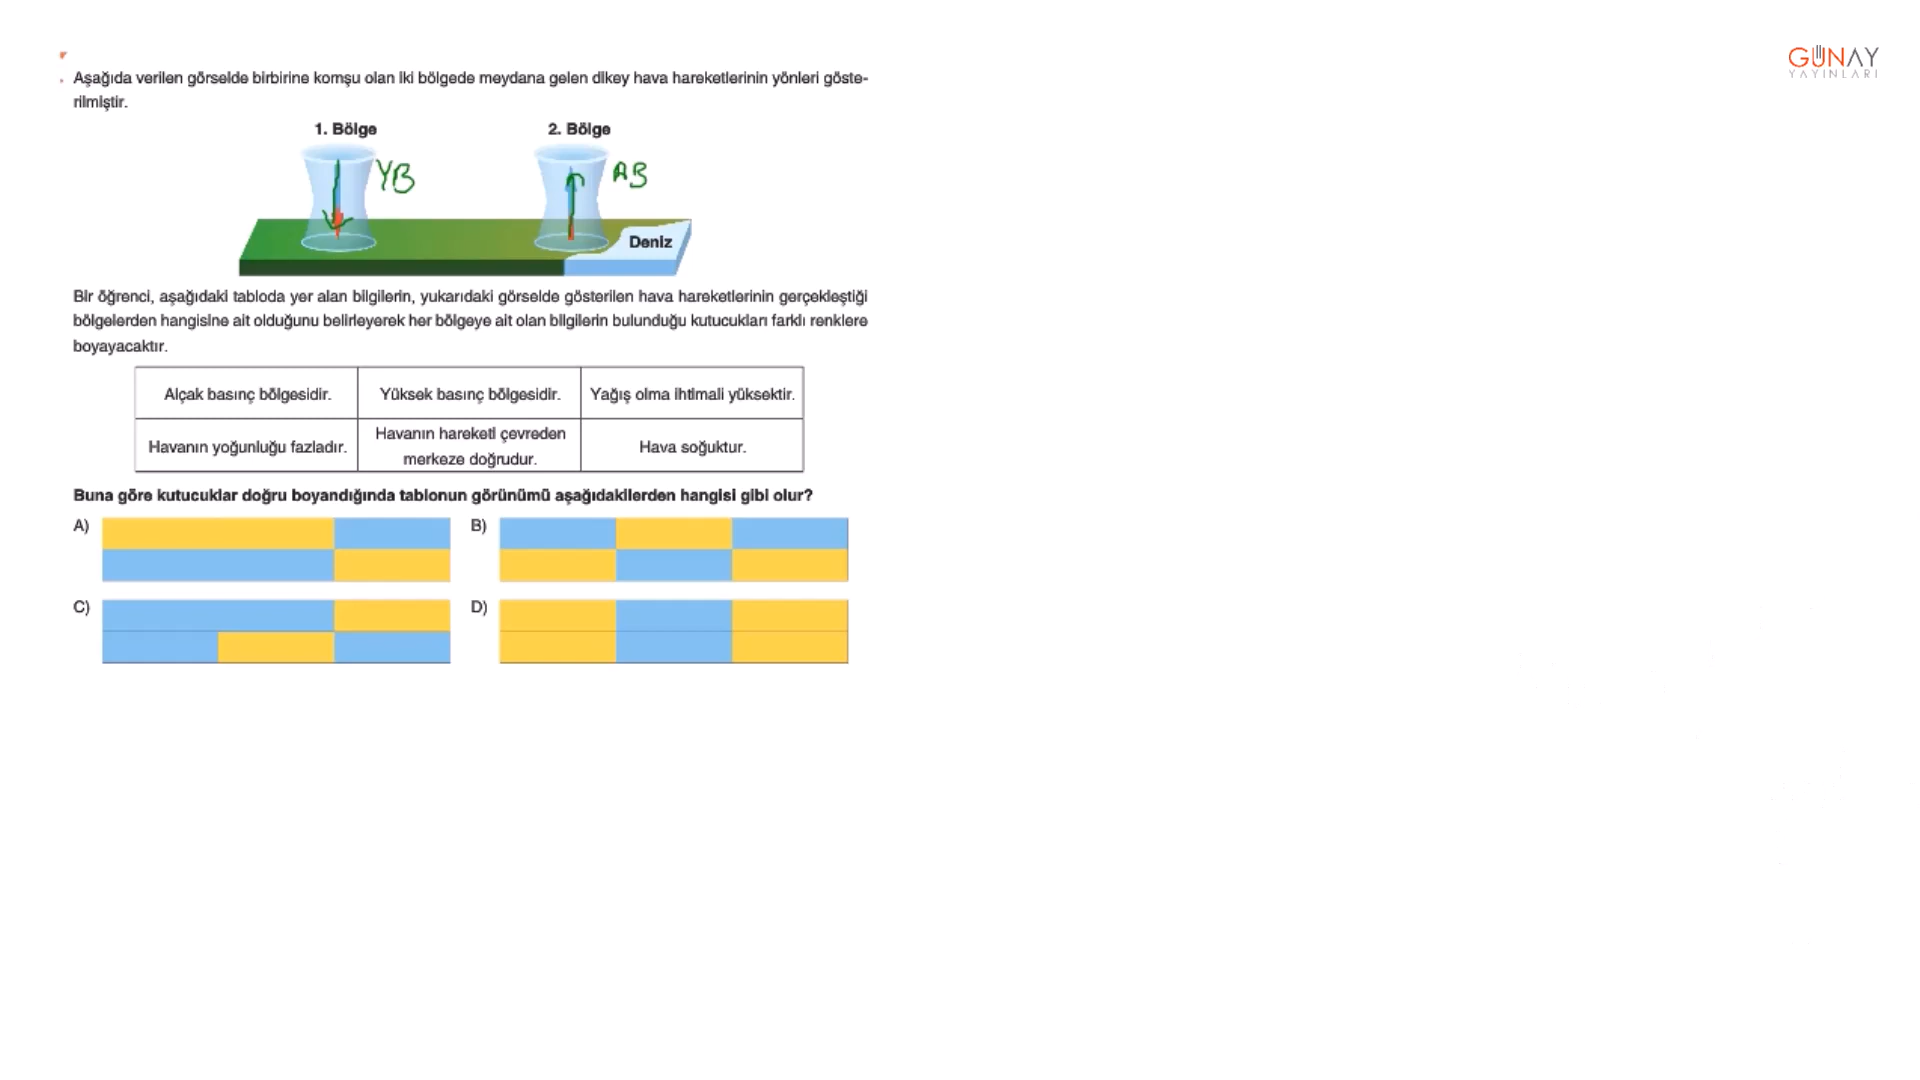 GÜNAY
YAYINLARI
Aşağıda verilen görselde birbirine komşu olan iki bölgede meydana gelen dikey hava hareketlerinin yönleri göste-
rilmiştir.
1. Bölge 2. Bölge
YB AB
Deniz
Bir öğrenci, aşağıdaki tabloda yer alan bilgilerin, yukarıdaki görselde gösterilen hava hareketlerinin gerçekleştiği
bölgelerden hangisine ait olduğunu belirleyerek her bölgeye ait olan bilgilerin bulunduğu kutucukları farklı renklere
boyayacaktır.
Alçak basınç bölgesidir. Yüksek basınç bölgesidir. Yağış olma ihtimali yüksektir.
Havanın yoğunluğu fazladır. Havanın hareketi çevreden
merkeze doğrudur. Hava soğuktur.
Buna göre kutucuklar doğru boyandığında tablonun görünümü aşağıdakilerden hangisi gibi olur?
A) B)
C) D)